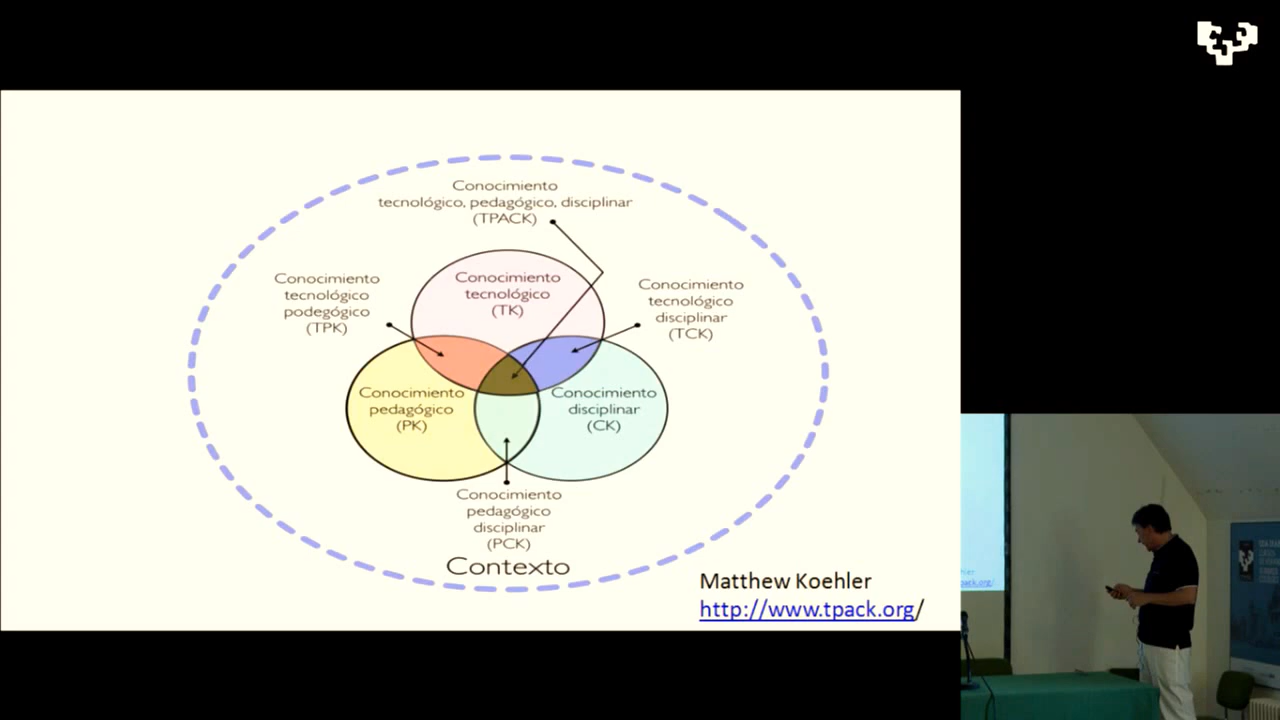 Conocimiento
tecnológico, pedagógico, disciplinar
(TPACK)
Conocimiento
tecnológico
podegógico
(TPK)
Conocimiento
tecnológico
(TK)
Conocimiento
tecnológico
disciplinar
(TCK)
Conocimiento
pedagógico
(PK)
Conocimiento
disciplinar
(CK)
Conocimiento
pedagógico
disciplinar
(PCK)
Contexto
Matthew Koehler
http://www.tpack.org/